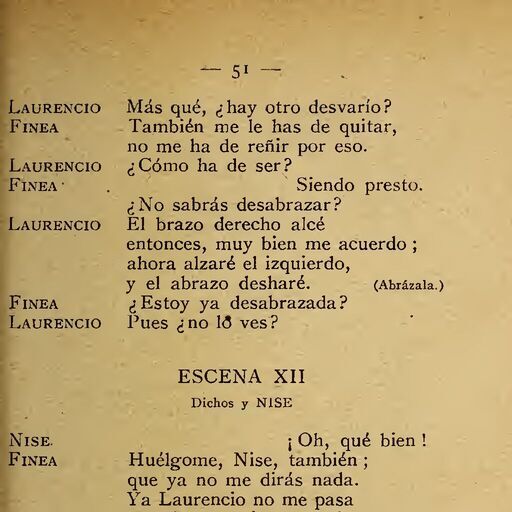 — 51 —
LAURENCIO Más qué, ¿hay otro desvarío?
FINEA También me le has de quitar,
no me ha de reñir por eso.
LAURENCIO ¿Cómo ha de ser?
FINEA Siendo presto.
¿No sabrás desabrazar?
LAURENCIO El brazo derecho alcé
entonces, muy bien me acuerdo ;
ahora alzaré el izquierdo,
y el abrazo desharé. (Abrázala.)
FINEA ¿Estoy ya desabrazada?
LAURENCIO Pues ¿no lo ves?
ESCENA XII
Dichos y NISE
NISE. ¡Oh, qué bien !
FINEA Huélgome, Nise, también ;
que ya no me dirás nada.
Ya Laurencio no me pasa